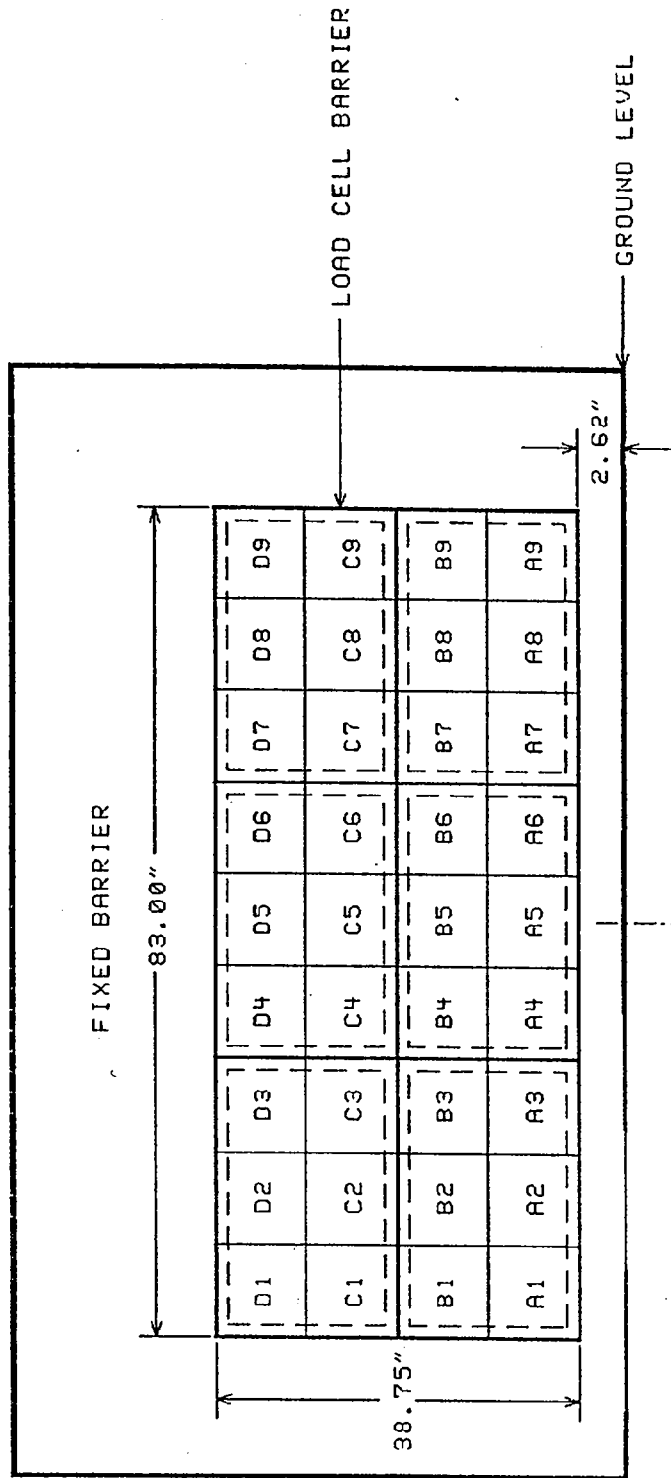 FIXED BARRIER
83.00"
38.75"
D1 D2 D3 D4 D5 D6 D7 D8 D9
C1 C2 C3 C4 C5 C6 C7 C8 C9
B1 B2 B3 B4 B5 B6 B7 B8 B9
A1 A2 A3 A4 A5 A6 A7 A8 A9
2.62"
LOAD CELL BARRIER
GROUND LEVEL